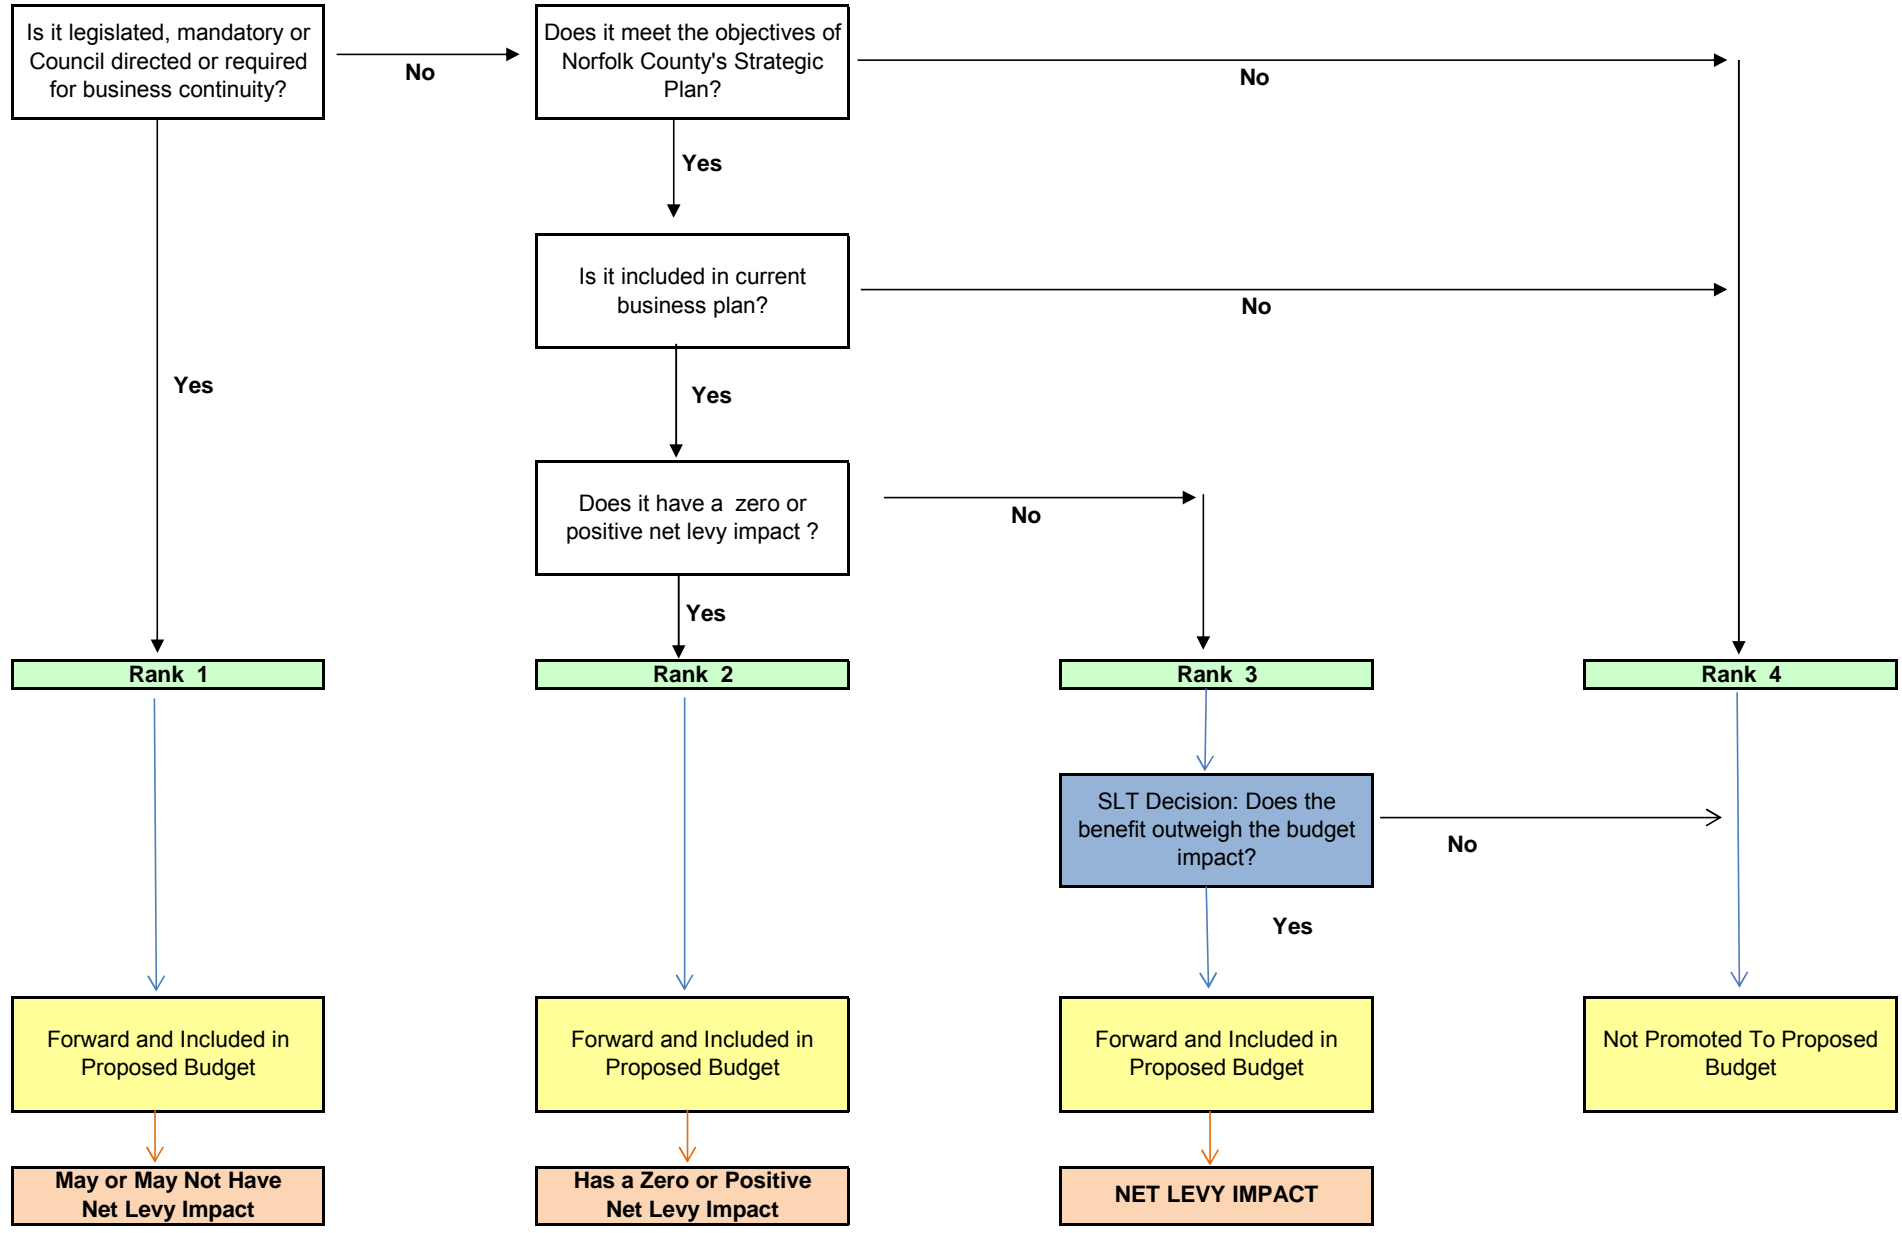 Is it legislated, mandatory or
Council directed or required
for business continuity?
No
Does it meet the objectives of
Norfolk County's Strategic
Plan?
No
Yes
Is it included in current
business plan?
No
Yes
Yes
Does it have a  zero or
positive net levy impact ?
No
Yes
Rank  1
Rank  2
Rank  3
Rank  4
SLT Decision: Does the
benefit outweigh the budget
impact?
No
Yes
Forward and Included in
Proposed Budget
Forward and Included in
Proposed Budget
Forward and Included in
Proposed Budget
Not Promoted To Proposed
Budget
May or May Not Have
Net Levy Impact
Has a Zero or Positive
Net Levy Impact
NET LEVY IMPACT